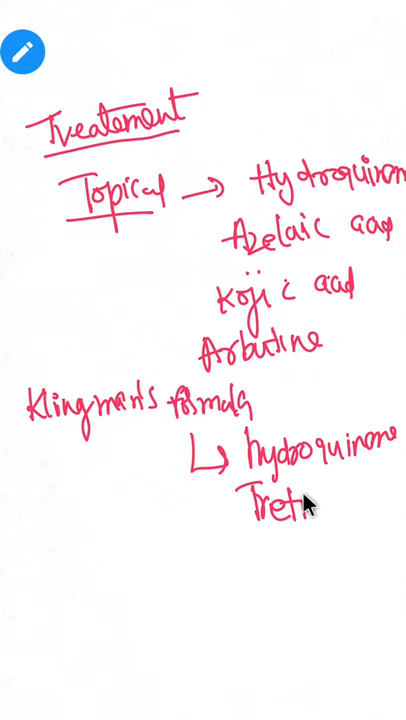 Treatement
Topical → Hydroquinon
Azelaic acid
Kojic acid
Arbutine
Klingman's formula
↳ hydroquinone
Treti